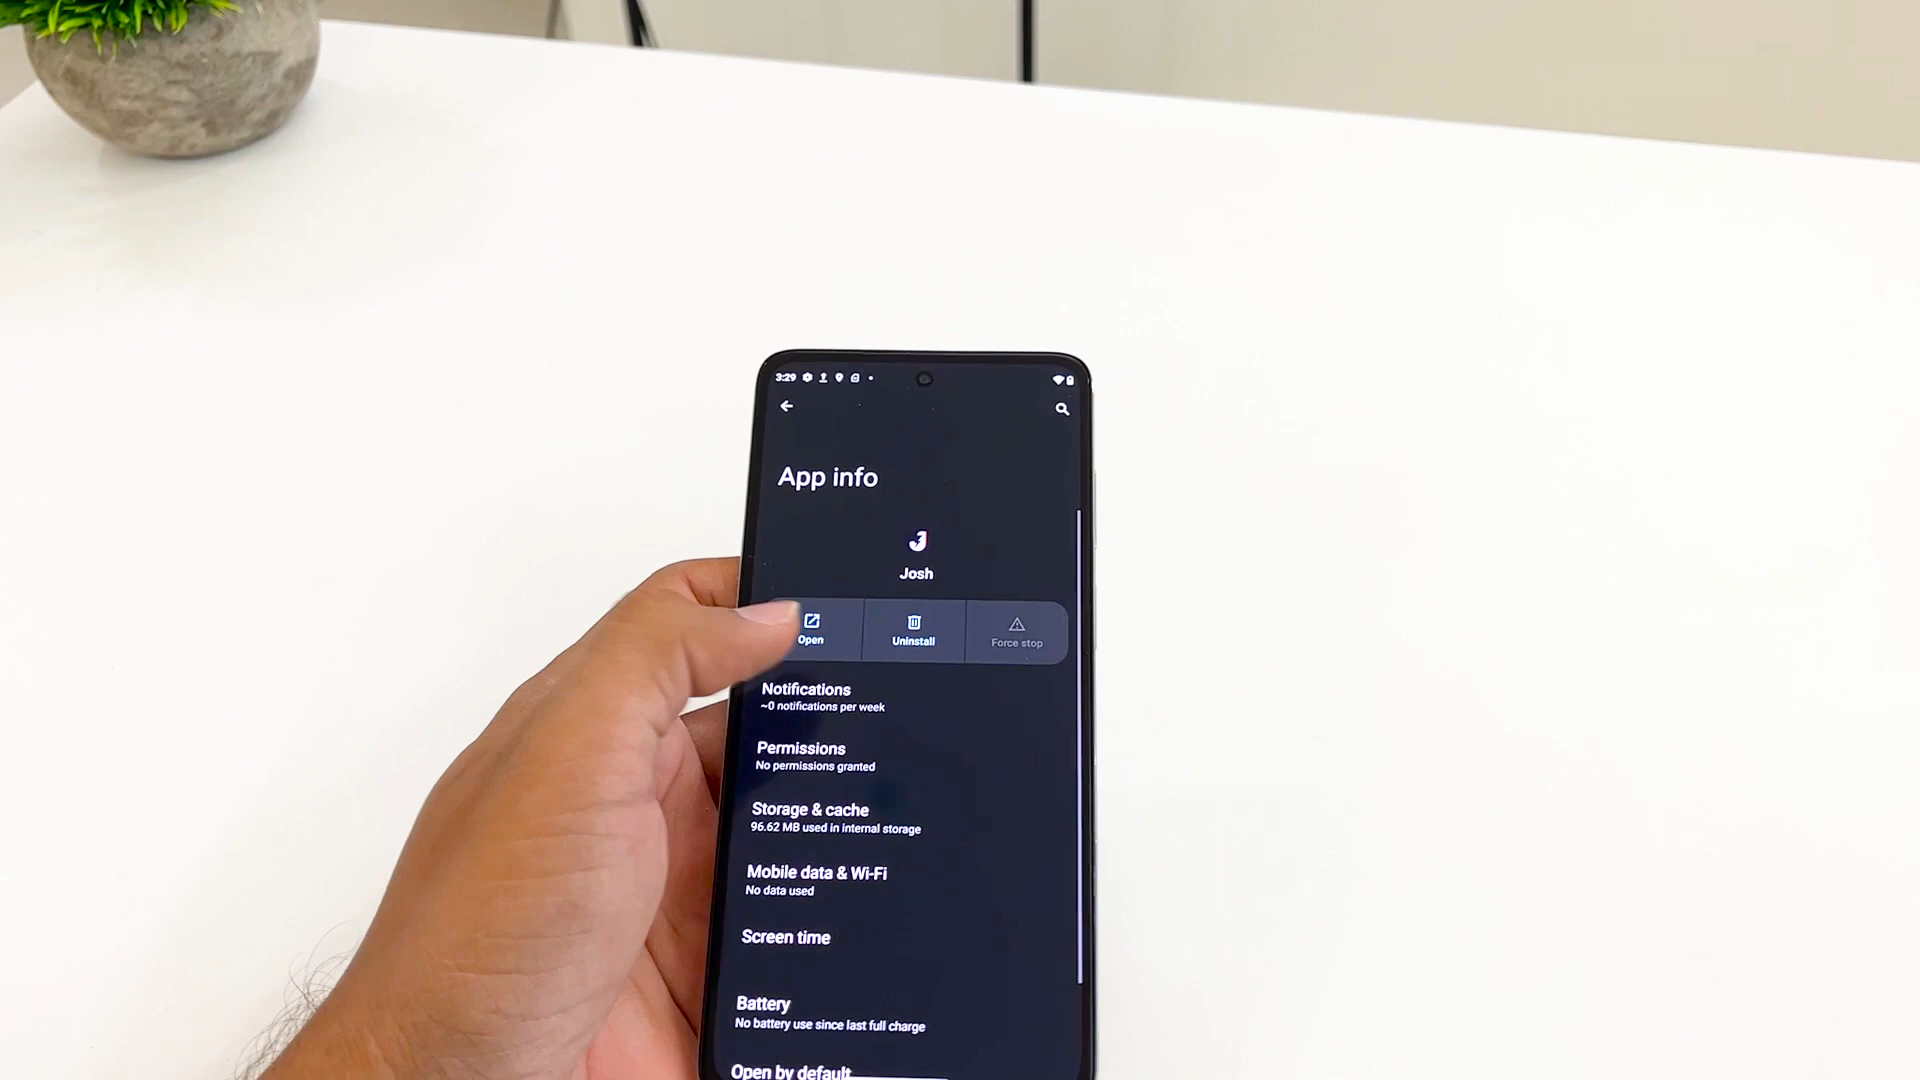 3:29
App info
Josh
Open
Uninstall
Force stop
Notifications
~0 notifications per week
Permissions
No permissions granted
Storage & cache
96.62 MB used in internal storage
Mobile data & Wi-Fi
No data used
Screen time
Battery
No battery use since last full charge
Open by default